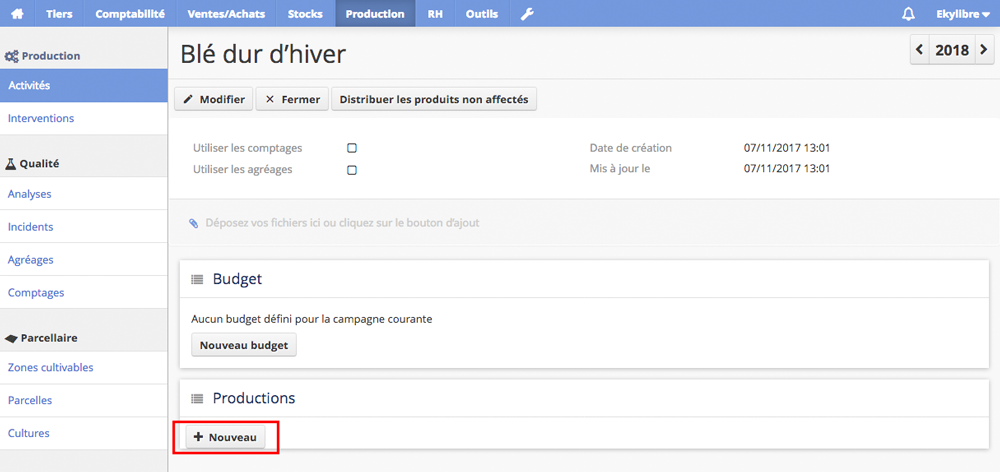 Tiers Comptabilité Ventes/Achats Stocks Production RH Outils Ekylibre
Production
Activités
Interventions
Qualité
Analyses
Incidents
Agréages
Comptages
Parcellaire
Zones cultivables
Parcelles
Cultures
Blé dur d'hiver
2018
Modifier Fermer Distribuer les produits non affectés
Utiliser les comptages Date de création 07/11/2017 13:01
Utiliser les agréages Mis à jour le 07/11/2017 13:01
Déposez vos fichiers ici ou cliquez sur le bouton d'ajout
Budget
Aucun budget défini pour la campagne courante
Nouveau budget
Productions
Nouveau